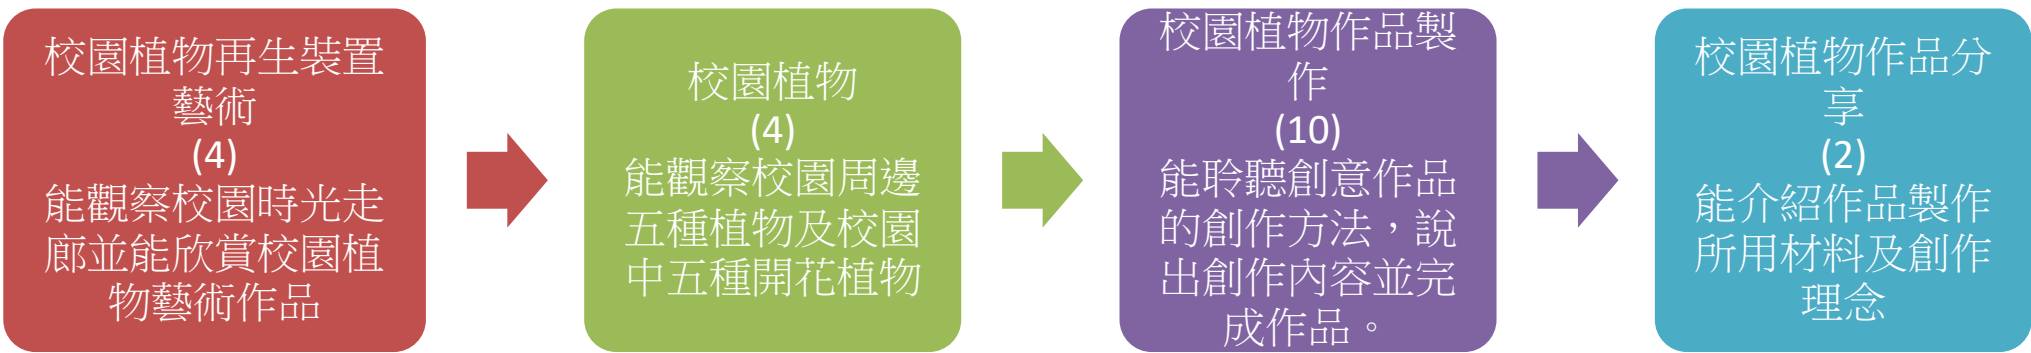 校園植物再生裝置
藝術
(4)
能觀察校園時光走
廊並能欣賞校園植
物藝術作品
校園植物
(4)
能觀察校園周邊
五種植物及校園
中五種開花植物
校園植物作品製
作
(10)
能聆聽創意作品
的創作方法，說
出創作內容並完
成作品。
校園植物作品分
享
(2)
能介紹作品製作
所用材料及創作
理念